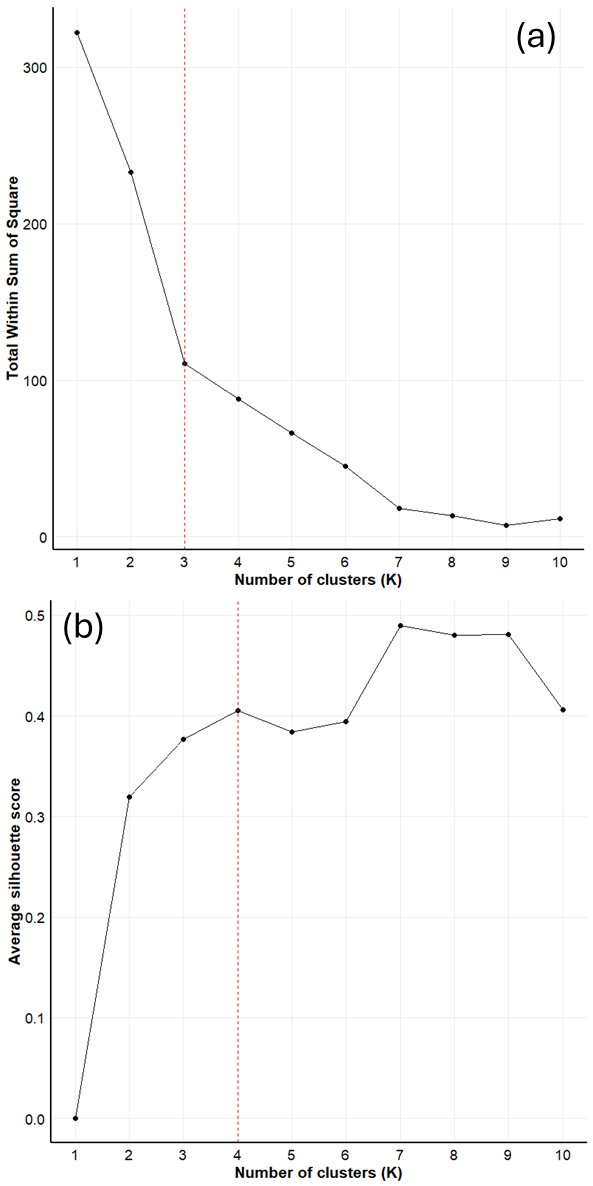 (a)
Total Within Sum of Square
300
200
100
0
1 2 3 4 5 6 7 8 9 10
Number of clusters (K)
(b)
Average silhouette score
0.5
0.4
0.3
0.2
0.1
0.0
1 2 3 4 5 6 7 8 9 10
Number of clusters (K)